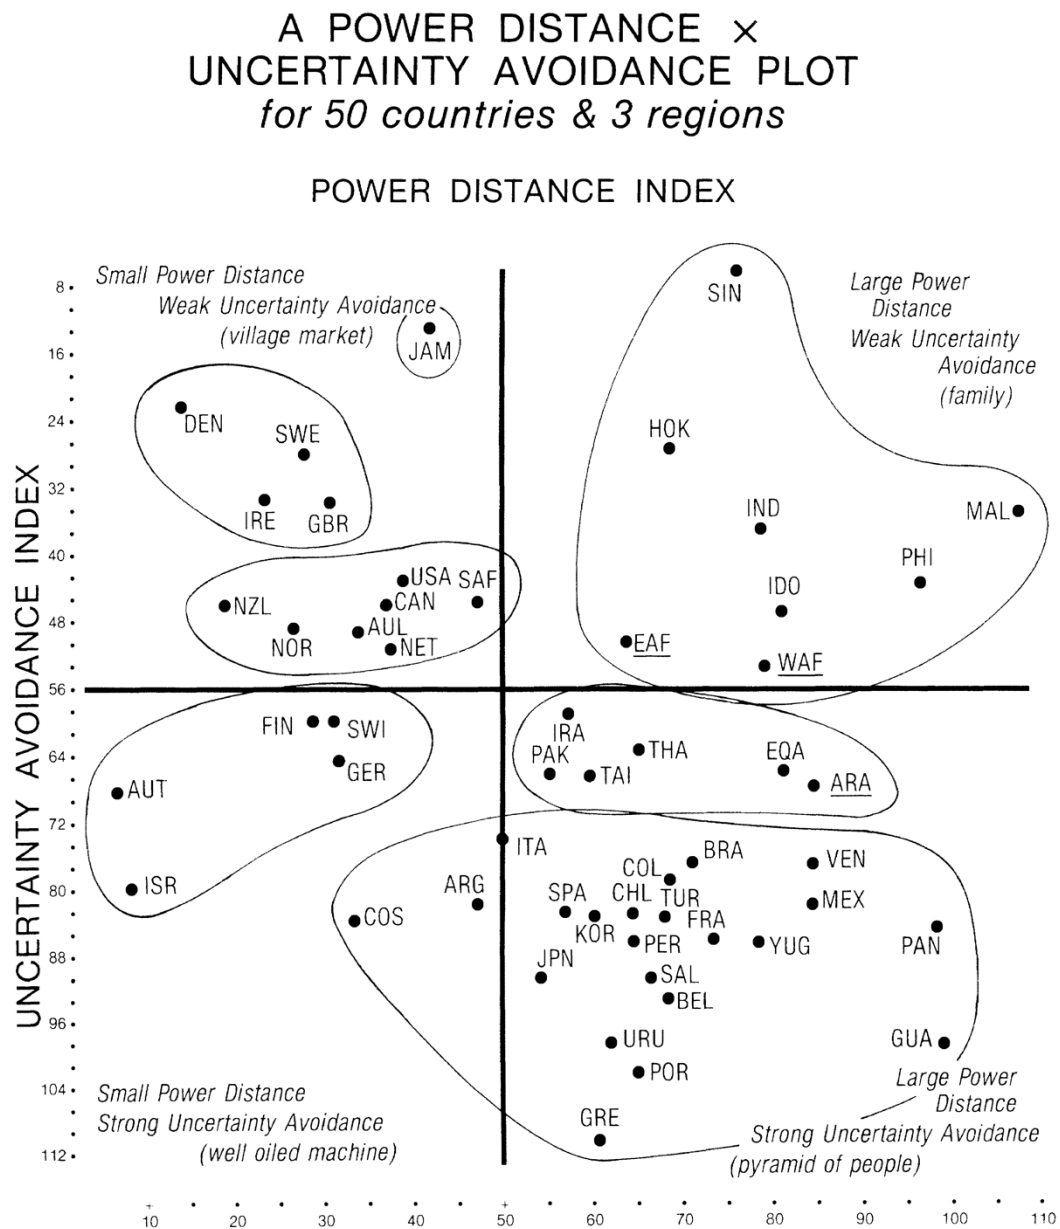 A POWER DISTANCE ×
UNCERTAINTY AVOIDANCE PLOT
for 50 countries & 3 regions
POWER DISTANCE INDEX
UNCERTAINTY AVOIDANCE INDEX
Small Power Distance
Weak Uncertainty Avoidance
(village market)
Large Power
Distance
Weak Uncertainty
Avoidance
(family)
8
16
24
32
40
48
56
64
72
80
88
96
104
112
SIN
JAM
DEN
SWE
HOK
IRE
GBR
IND
MAL
PHI
USA
SAF
NZL
CAN
IDO
NOR
AUL
NET
EAF
WAF
FIN
SWI
GER
AUT
ISR
IRA
PAK
TAI
THA
EQA
ARA
ITA
BRA
VEN
COL
ARG
SPA
CHL
TUR
MEX
COS
KOR
FRA
PER
YUG
PAN
JPN
SAL
BEL
URU
GUA
POR
GRE
Small Power Distance
Strong Uncertainty Avoidance
(well oiled machine)
Large Power
Distance
Strong Uncertainty Avoidance
(pyramid of people)
10 20 30 40 50 60 70 80 90 100 110